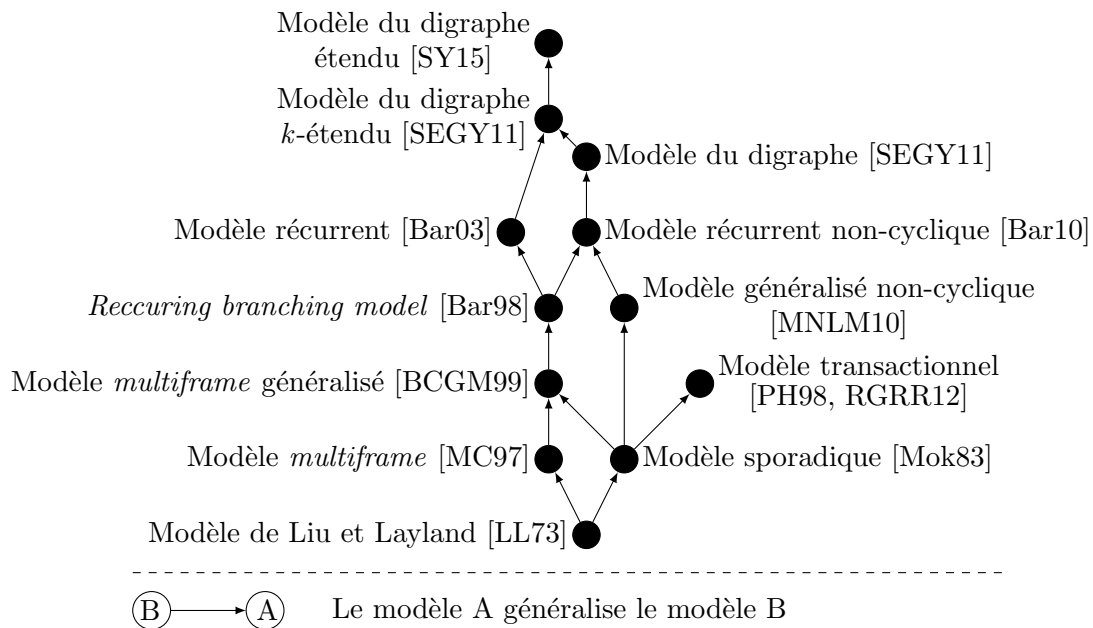 Modèle du digraphe
étendu [SY15]
Modèle du digraphe
k-étendu [SEGY11]
Modèle du digraphe [SEGY11]
Modèle récurrent [Bar03]
Modèle récurrent non-cyclique [Bar10]
Reccuring branching model [Bar98]
Modèle généralisé non-cyclique
[MNLM10]
Modèle multiframe généralisé [BCGM99]
Modèle transactionnel
[PH98, RGRR12]
Modèle multiframe [MC97]
Modèle sporadique [Mok83]
Modèle de Liu et Layland [LL73]
B
A
Le modèle A généralise le modèle B